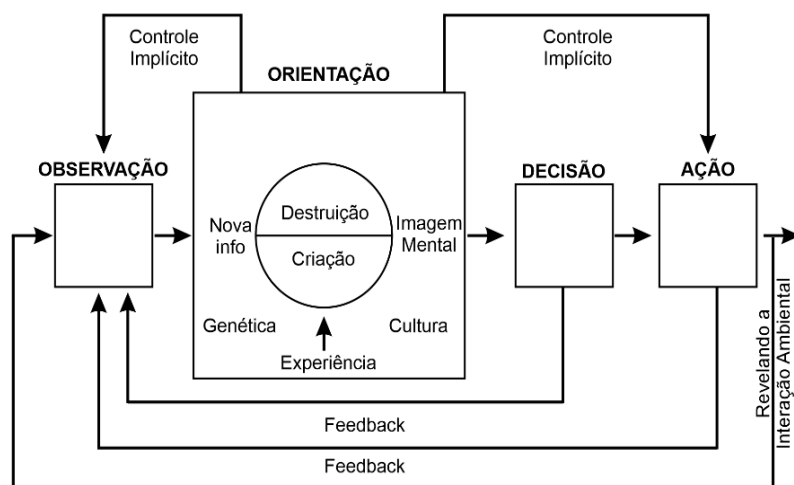 Controle
Implícito
Controle
Implícito
ORIENTAÇÃO
OBSERVAÇÃO
DECISÃO
AÇÃO
Nova
info
Destruição
Criação
Imagem
Mental
Genética
Cultura
Experiência
Feedback
Feedback
Revelando a
Interação Ambiental